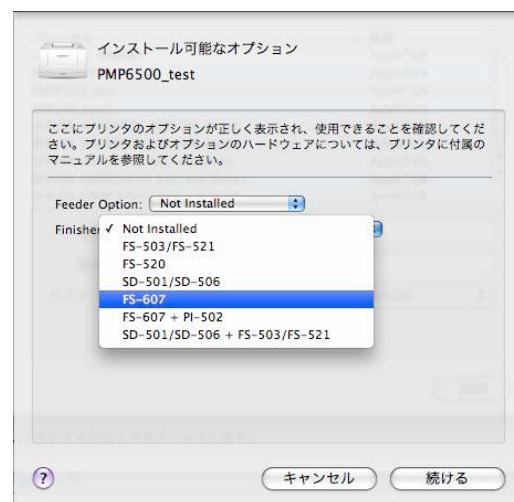 インストール可能なオプション
PMP6500_test
ここにプリンタのオプションが正しく表示され、使用できることを確認してくだ
さい。プリンタおよびオプションのハードウェアについては、プリンタに付属の
マニュアルを参照してください。
Feeder Option: Not Installed
Finisher ✓ Not Installed
FS-503/FS-521
FS-520
SD-501/SD-506
FS-607
FS-607 + PI-502
SD-501/SD-506 + FS-503/FS-521
? キャンセル 続ける